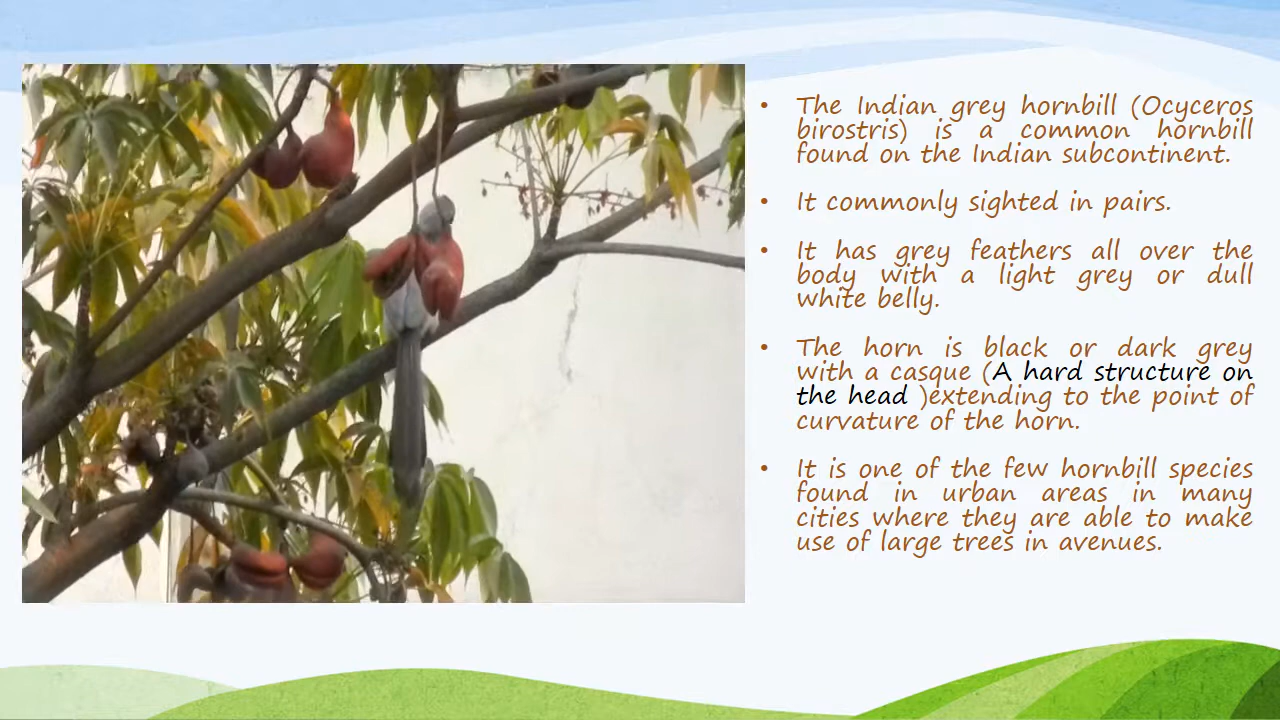 • The Indian grey hornbill (Ocyceros
birostris) is a common hornbill
found on the Indian subcontinent.
• It commonly sighted in pairs.
• It has grey feathers all over the
body with a light grey or dull
white belly.
• The horn is black or dark grey
with a casque (A hard structure on
the head )extending to the point of
curvature of the horn.
• It is one of the few hornbill species
found in urban areas in many
cities where they are able to make
use of large trees in avenues.